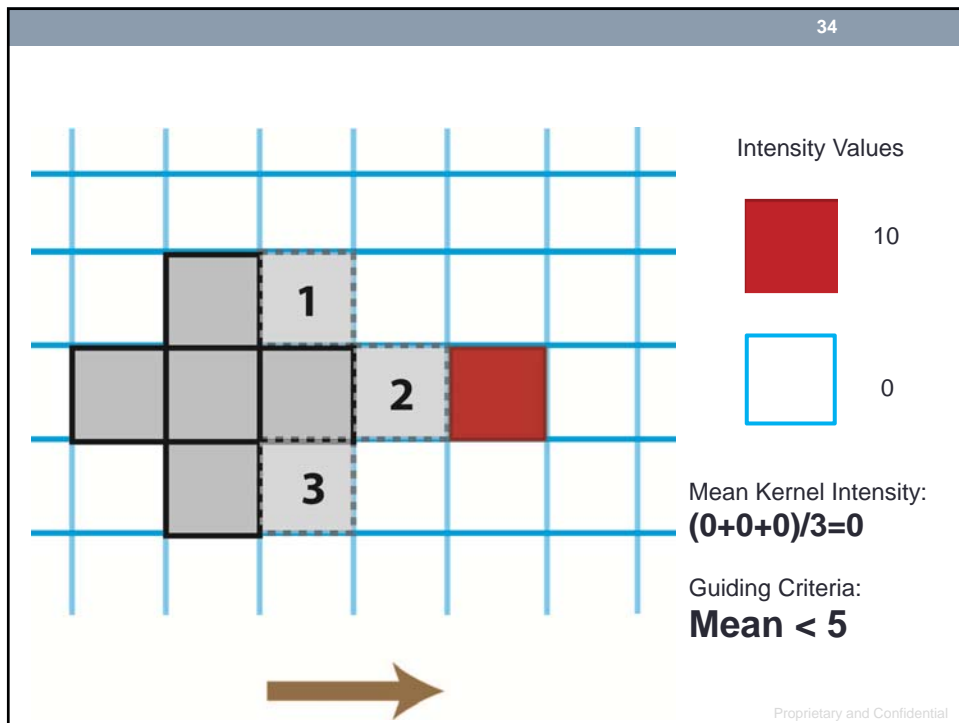 34
Intensity Values
10
0
1
2
3
Mean Kernel Intensity:
(0+0+0)/3=0
Guiding Criteria:
Mean < 5
Proprietary and Confidential